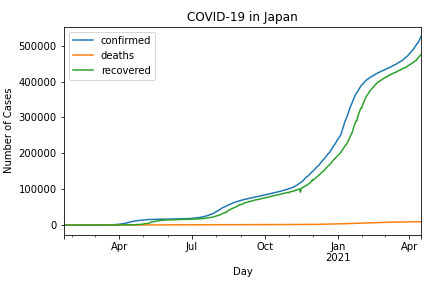 COVID-19 in Japan
confirmed
deaths
recovered
Number of Cases
500000
400000
300000
200000
100000
0
Apr
Jul
Oct
Jan
2021
Apr
Day